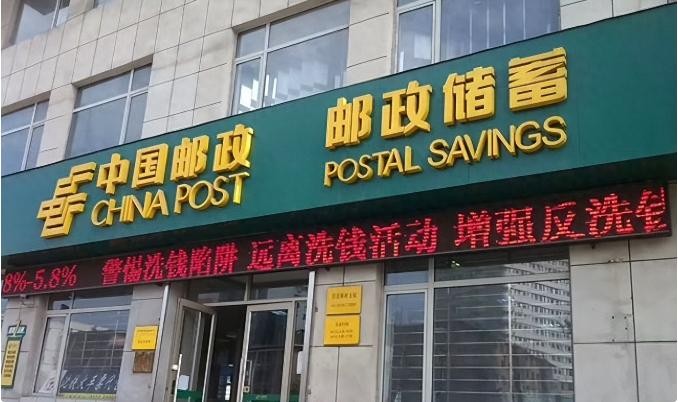 中国邮政
CHINA POST
邮政储蓄
POSTAL SAVINGS
8%-5.8% 警惕洗钱陷阱 远离洗钱活动 增强反洗钱